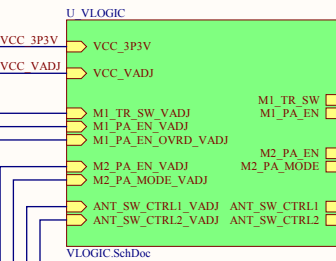 U_VLOGIC
VCC_3P3V
VCC_3P3V
VCC_VADJ
VCC_VADJ
M1_TR_SW
M1_TR_SW_VADJ
M1_PA_EN
M1_PA_EN_VADJ
M1_PA_EN_OVRD_VADJ
M2_PA_EN
M2_PA_EN_VADJ
M2_PA_MODE
M2_PA_MODE_VADJ
ANT_SW_CTRL1_VADJ ANT_SW_CTRL1
ANT_SW_CTRL2_VADJ ANT_SW_CTRL2
VLOGIC.SchDoc